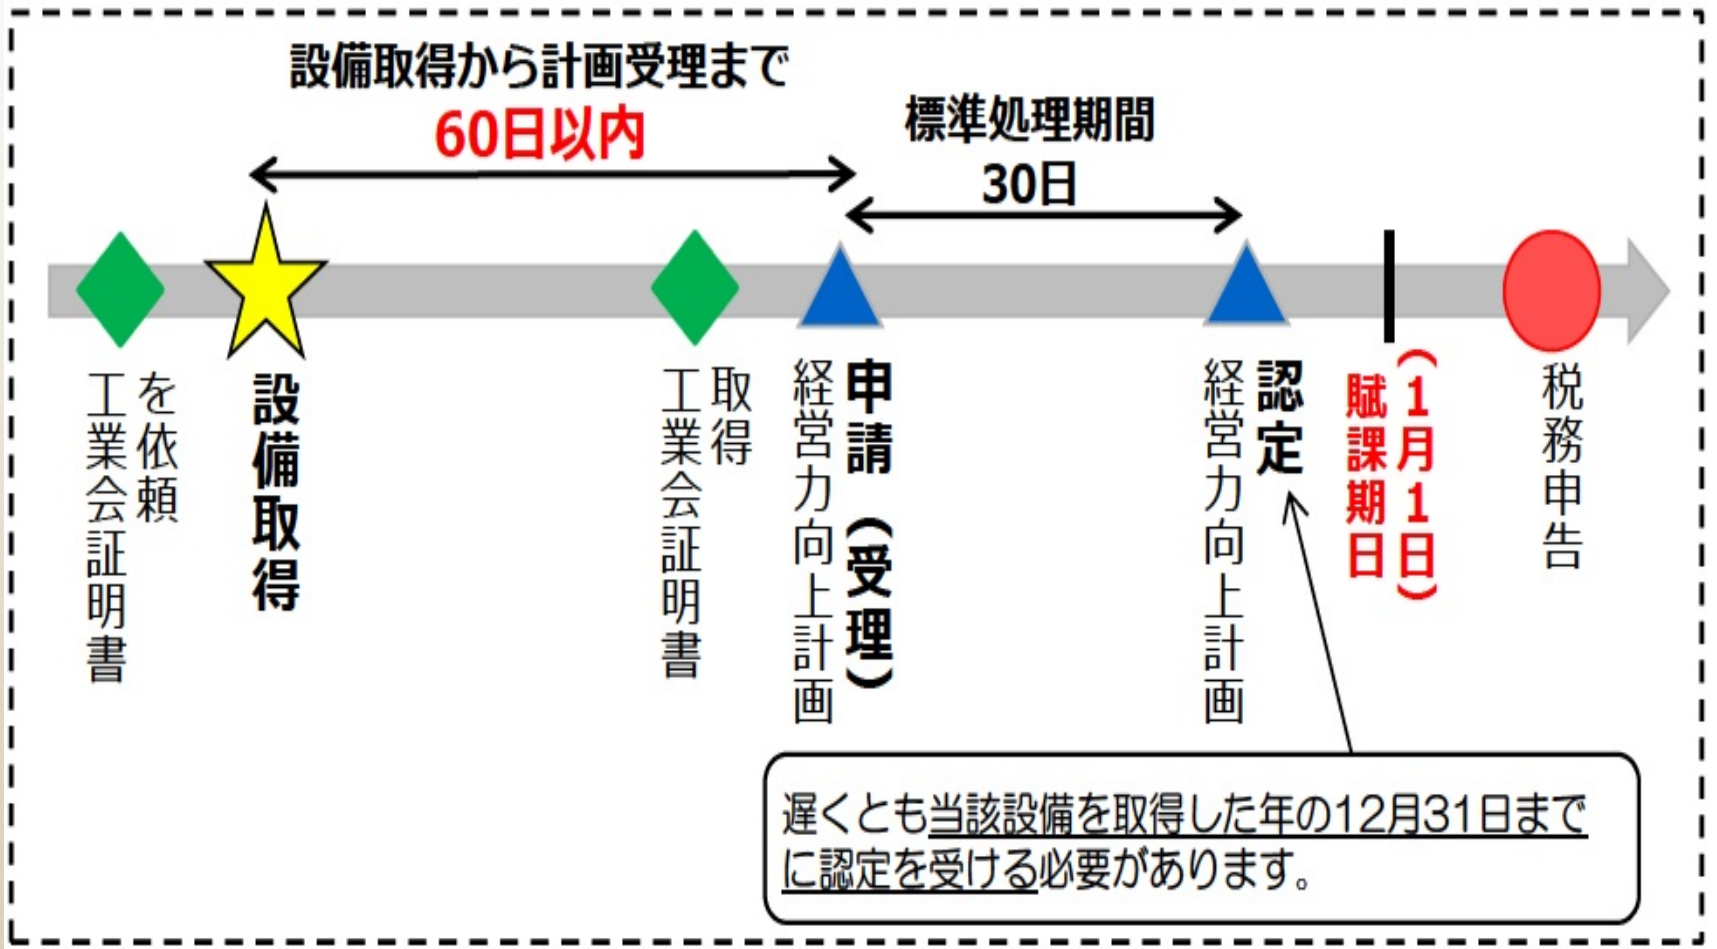 設備取得から計画受理まで
60日以内
標準処理期間
30日
工業会証明書
を依頼
設備取得
工業会証明書
取得
経営力向上計画
申請（受理）
経営力向上計画
認定
賦課期日
（1月1日）
税務申告
遅くとも当該設備を取得した年の12月31日まで
に認定を受ける必要があります。